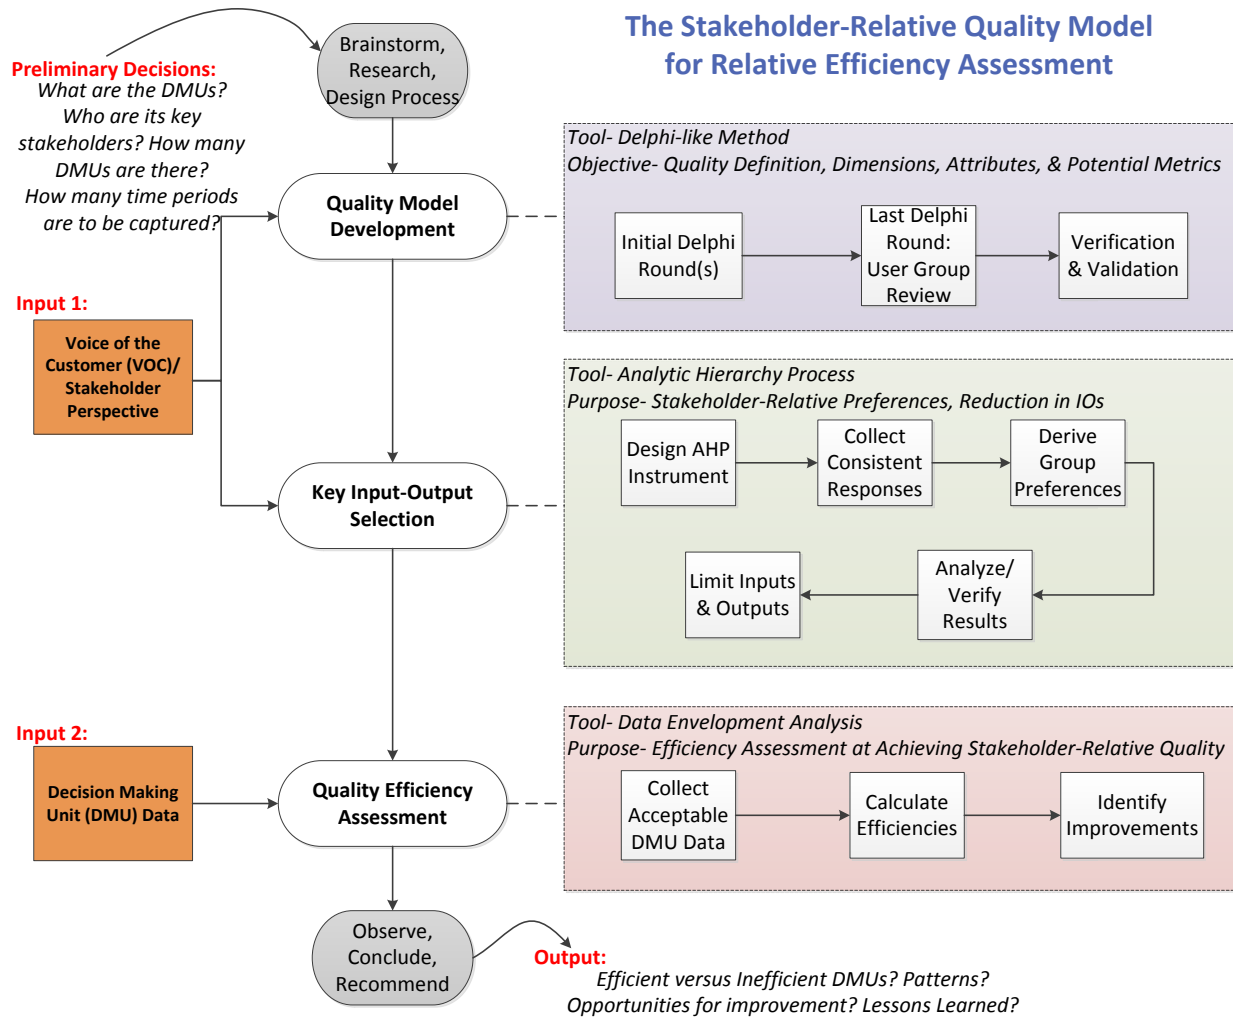 The Stakeholder-Relative Quality Model
for Relative Efficiency Assessment
Brainstorm,
Research,
Design Process
Preliminary Decisions:
What are the DMUs?
Who are its key
stakeholders? How many
DMUs are there?
How many time periods
are to be captured?
Quality Model
Development
Tool- Delphi-like Method
Objective- Quality Definition, Dimensions, Attributes, & Potential Metrics
Initial Delphi
Round(s)
Last Delphi
Round:
User Group
Review
Verification
& Validation
Input 1:
Voice of the
Customer (VOC)/
Stakeholder
Perspective
Key Input-Output
Selection
Tool- Analytic Hierarchy Process
Purpose- Stakeholder-Relative Preferences, Reduction in IOs
Design AHP
Instrument
Collect
Consistent
Responses
Derive
Group
Preferences
Analyze/
Verify
Results
Limit Inputs
& Outputs
Input 2:
Decision Making
Unit (DMU) Data
Quality Efficiency
Assessment
Tool- Data Envelopment Analysis
Purpose- Efficiency Assessment at Achieving Stakeholder-Relative Quality
Collect
Acceptable
DMU Data
Calculate
Efficiencies
Identify
Improvements
Observe,
Conclude,
Recommend
Output:
Efficient versus Inefficient DMUs? Patterns?
Opportunities for improvement? Lessons Learned?